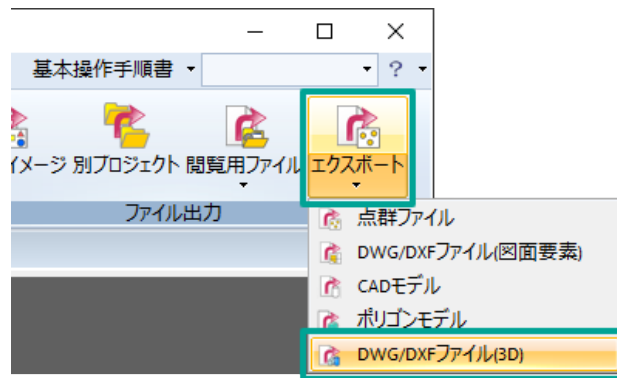 基本操作手順書 ?
イメージ 別プロジェクト 閲覧用ファイル エクスポート
ファイル出力
点群ファイル
DWG/DXFファイル(図面要素)
CADモデル
ポリゴンモデル
DWG/DXFファイル(3D)